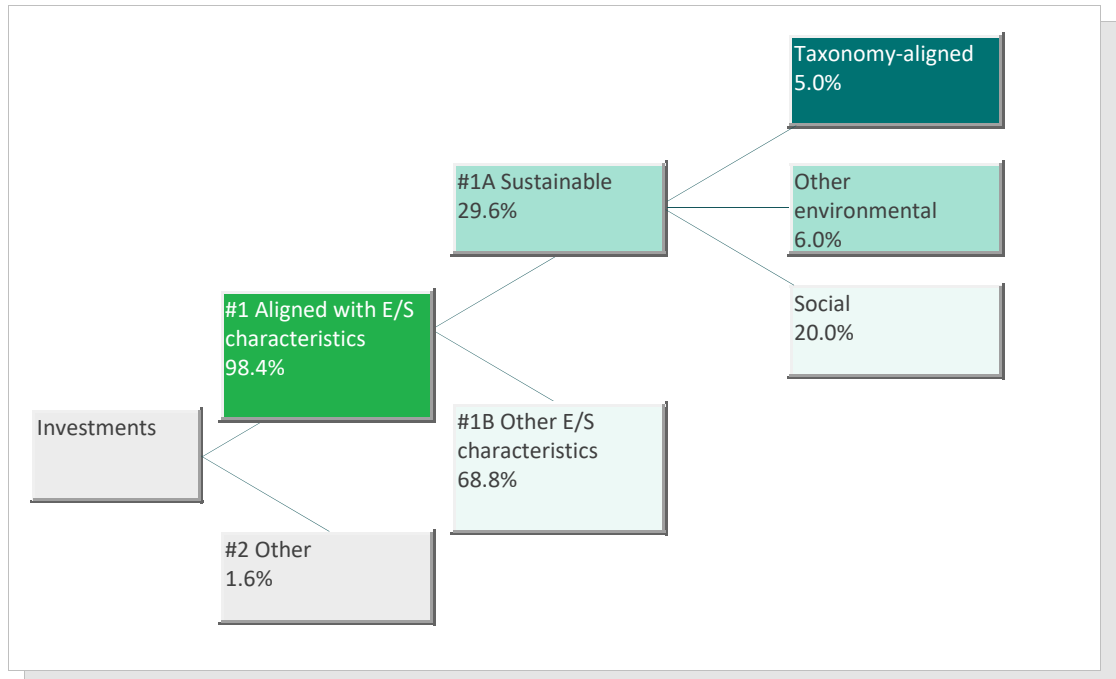 Investments
#1 Aligned with E/S
characteristics
98.4%
#2 Other
1.6%
#1A Sustainable
29.6%
#1B Other E/S
characteristics
68.8%
Taxonomy-aligned
5.0%
Other
environmental
6.0%
Social
20.0%